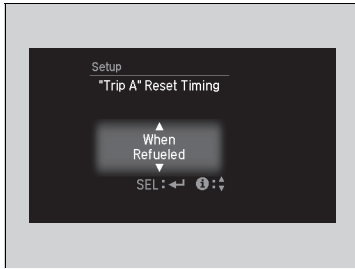 Setup
"Trip A" Reset Timing
▲
When
Refueled
▼
SEL:↵ ℹ:▲▼